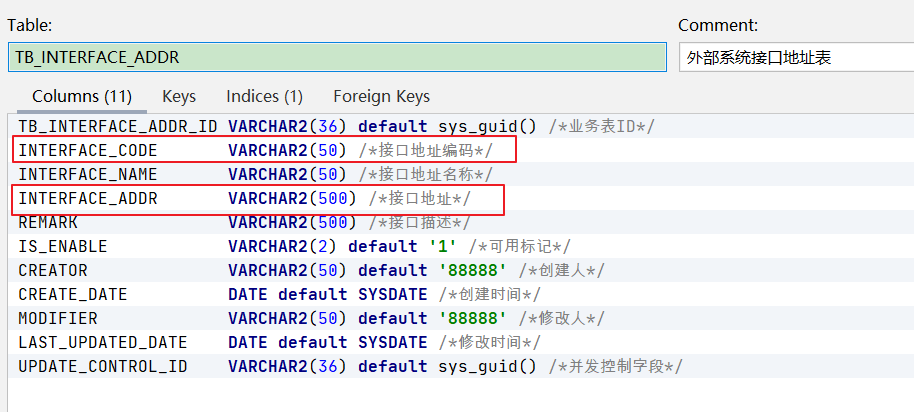 Table:
Comment:
TB_INTERFACE_ADDR
外部系统接口地址表
Columns (11) Keys Indices (1) Foreign Keys
TB_INTERFACE_ADDR_ID VARCHAR2(36) default sys_guid() /*业务表ID*/
INTERFACE_CODE VARCHAR2(50) /*接口地址编码*/
INTERFACE_NAME VARCHAR2(50) /*接口地址名称*/
INTERFACE_ADDR VARCHAR2(500) /*接口地址*/
REMARK VARCHAR2(500) /*接口描述*/
IS_ENABLE VARCHAR2(2) default '1' /*可用标记*/
CREATOR VARCHAR2(50) default '88888' /*创建人*/
CREATE_DATE DATE default SYSDATE /*创建时间*/
MODIFIER VARCHAR2(50) default '88888' /*修改人*/
LAST_UPDATED_DATE DATE default SYSDATE /*修改时间*/
UPDATE_CONTROL_ID VARCHAR2(36) default sys_guid() /*并发控制字段*/